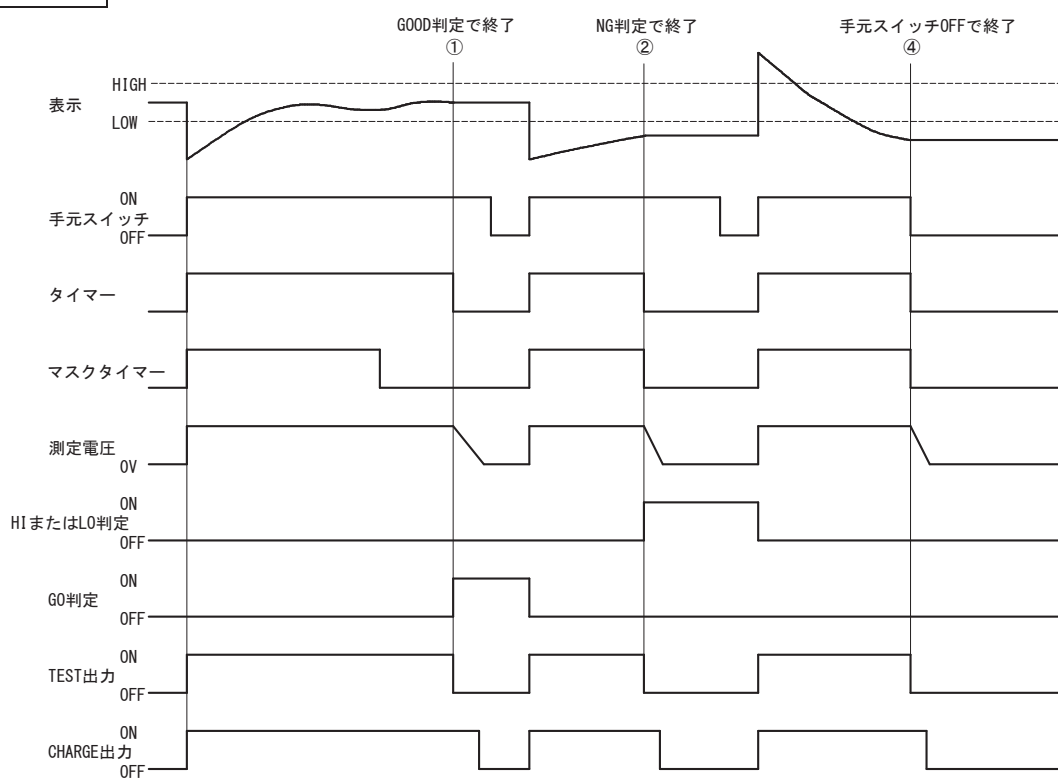 GOOD判定で終了
①
NG判定で終了
②
手元スイッチOFFで終了
④
HIGH
表示
LOW
ON
手元スイッチ
OFF
タイマー
マスクタイマー
測定電圧
0V
ON
HIまたはLO判定
OFF
ON
GO判定
OFF
ON
TEST出力
OFF
ON
CHARGE出力
OFF